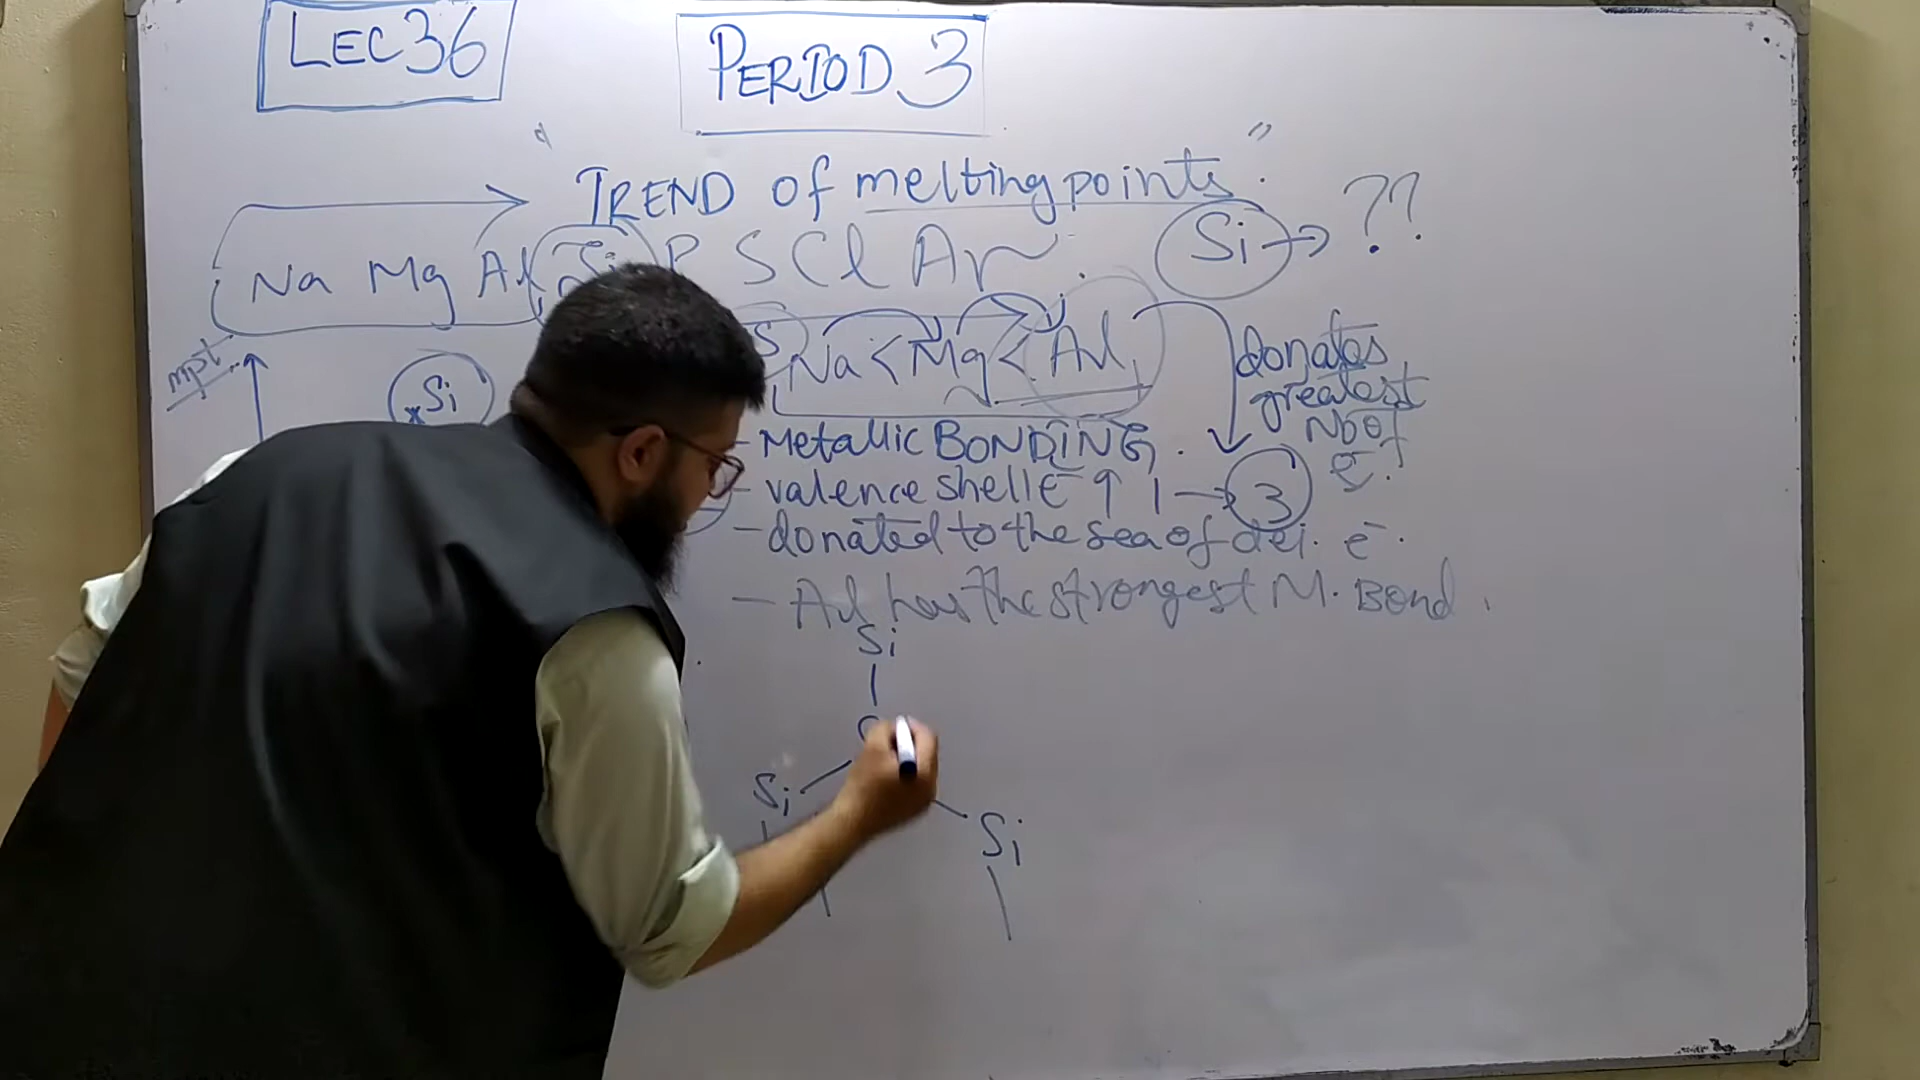 LEC 36
PERIOD 3
"TREND of melting points".
Na Mg Al Si P S Cl Ar
Si → ??
mpt
Si
Na < Mg < Al
donates
greatest
Nb of
e⁻.
- Metallic BONDING.
- valence shell e⁻ ↑ 1 → 3
- donated to the sea of del. e⁻.
- Al has the strongest M. Bond.
Si
Si
Si